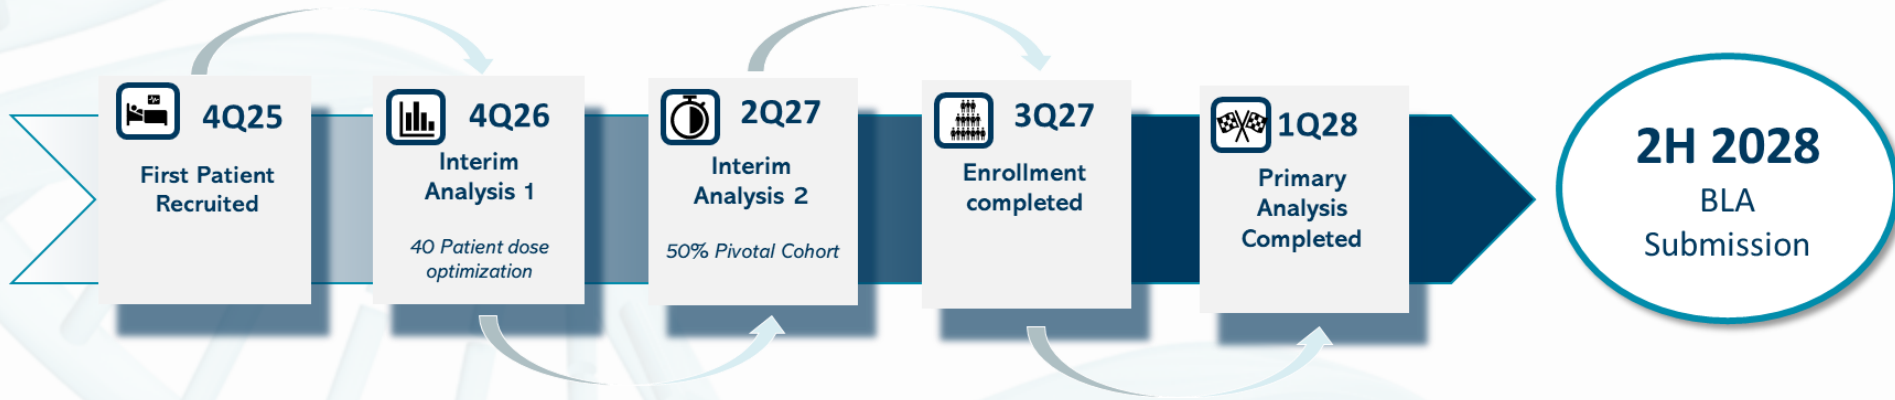 4Q25
First Patient
Recruited
4Q26
Interim
Analysis 1
40 Patient dose
optimization
2Q27
Interim
Analysis 2
50% Pivotal Cohort
3Q27
Enrollment
completed
1Q28
Primary
Analysis
Completed
2H 2028
BLA
Submission